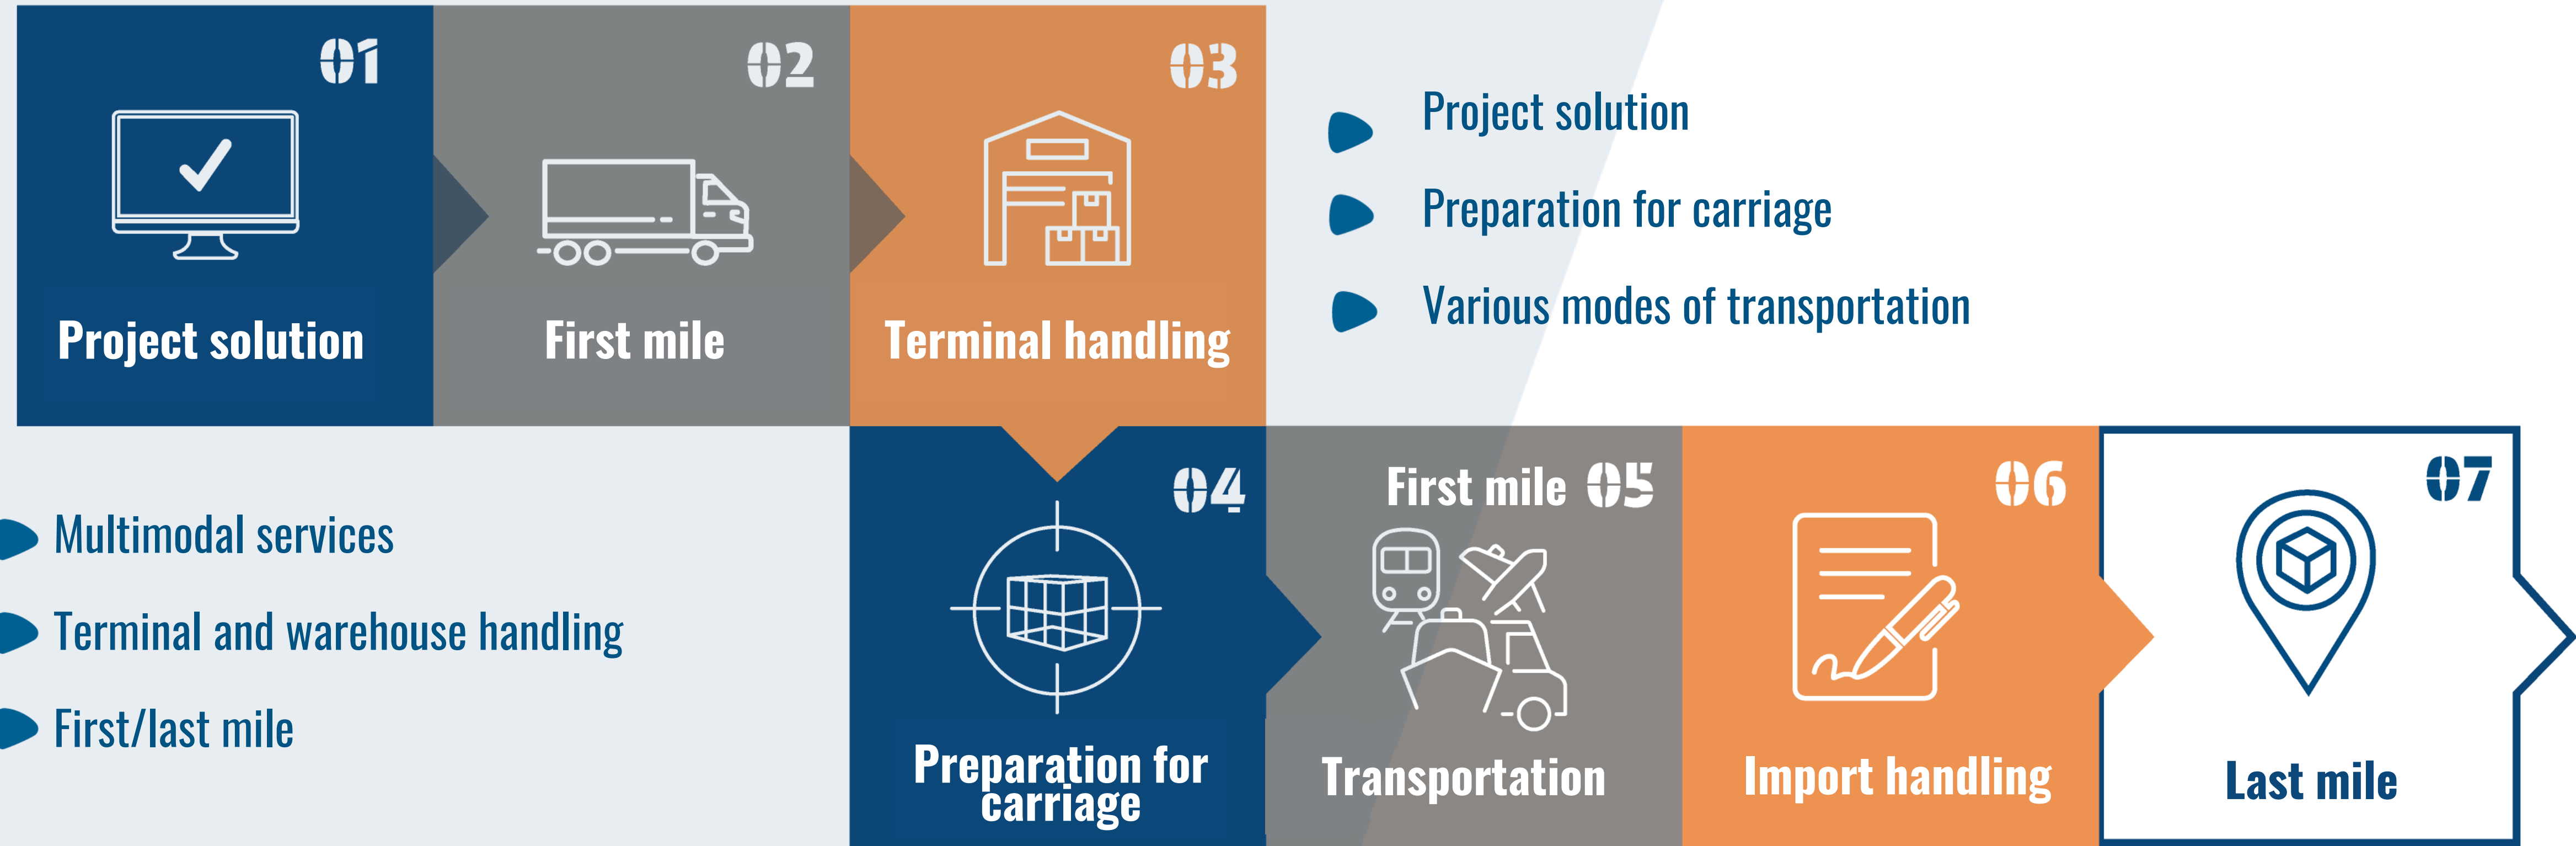 01
Project solution
02
First mile
03
Terminal handling
Project solution
Preparation for carriage
Various modes of transportation
Multimodal services
Terminal and warehouse handling
First/last mile
04
Preparation for
carriage
First mile 05
Transportation
06
Import handling
07
Last mile